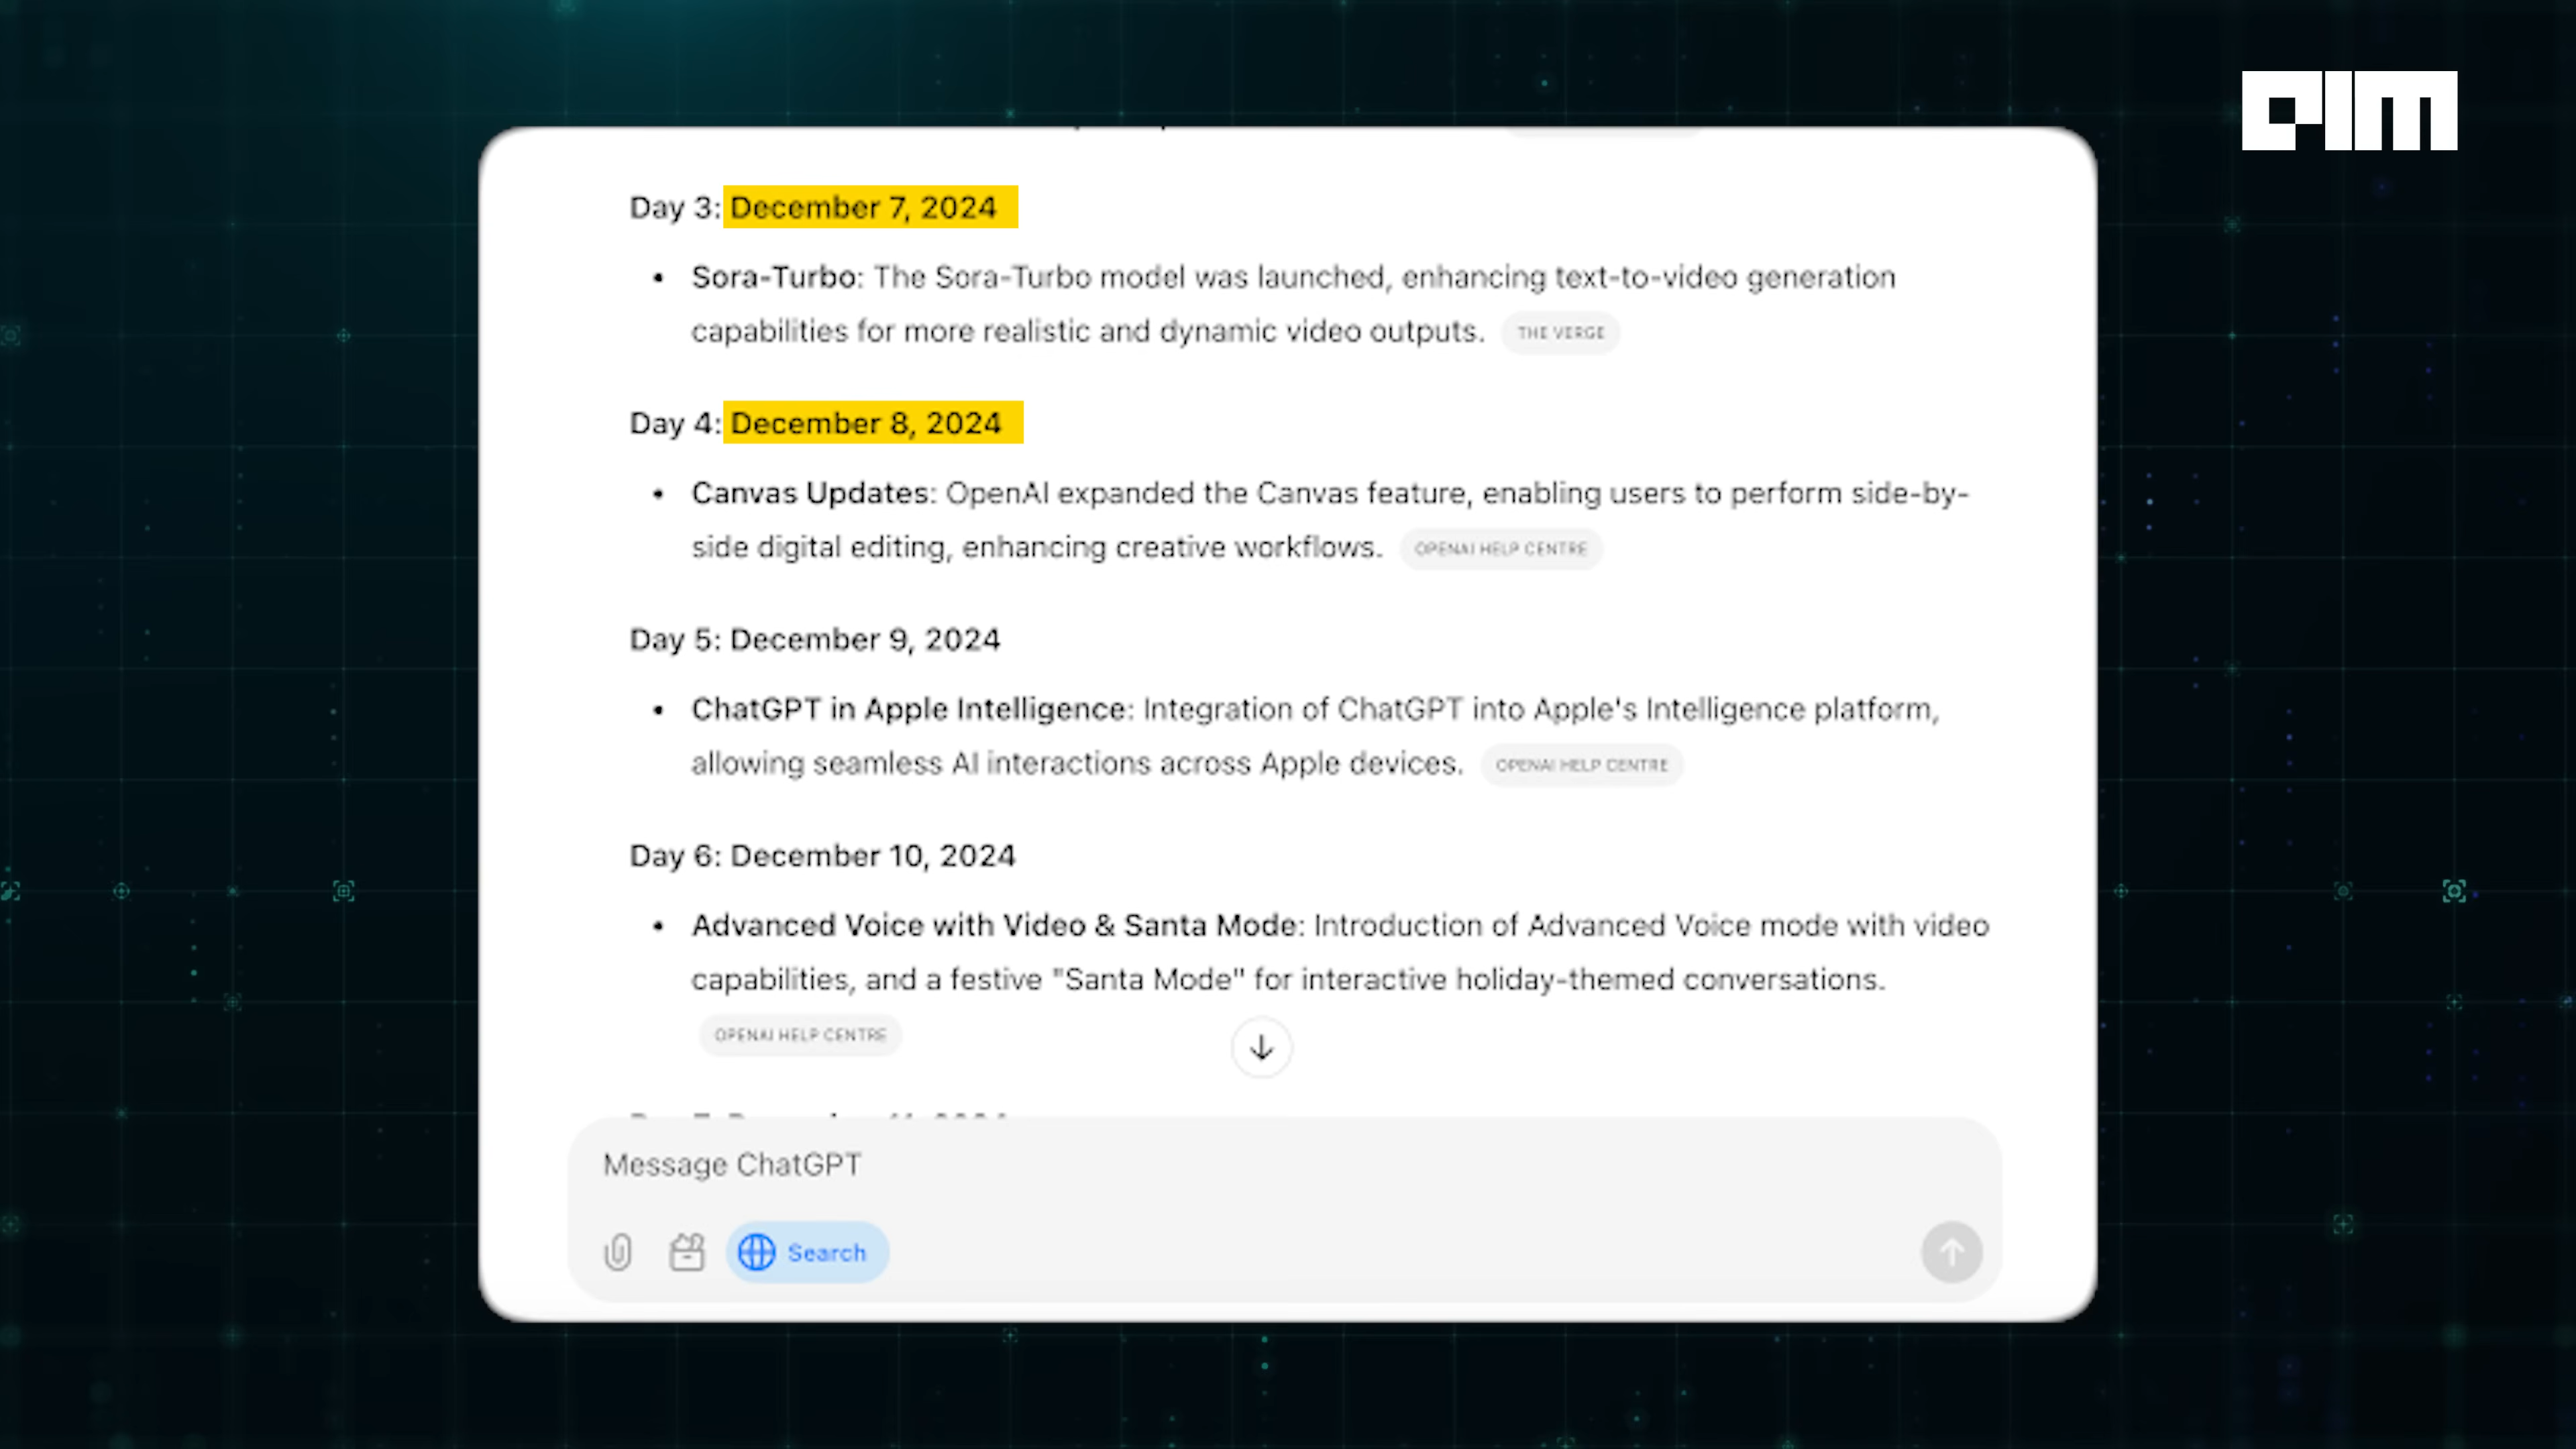 AIM
Day 3: December 7, 2024
• Sora-Turbo: The Sora-Turbo model was launched, enhancing text-to-video generation
capabilities for more realistic and dynamic video outputs. THE VERGE
Day 4: December 8, 2024
• Canvas Updates: OpenAI expanded the Canvas feature, enabling users to perform side-by-
side digital editing, enhancing creative workflows. OPENAI HELP CENTRE
Day 5: December 9, 2024
• ChatGPT in Apple Intelligence: Integration of ChatGPT into Apple's Intelligence platform,
allowing seamless AI interactions across Apple devices. OPENAI HELP CENTRE
Day 6: December 10, 2024
• Advanced Voice with Video & Santa Mode: Introduction of Advanced Voice mode with video
capabilities, and a festive "Santa Mode" for interactive holiday-themed conversations.
OPENAI HELP CENTRE
Message ChatGPT
Search